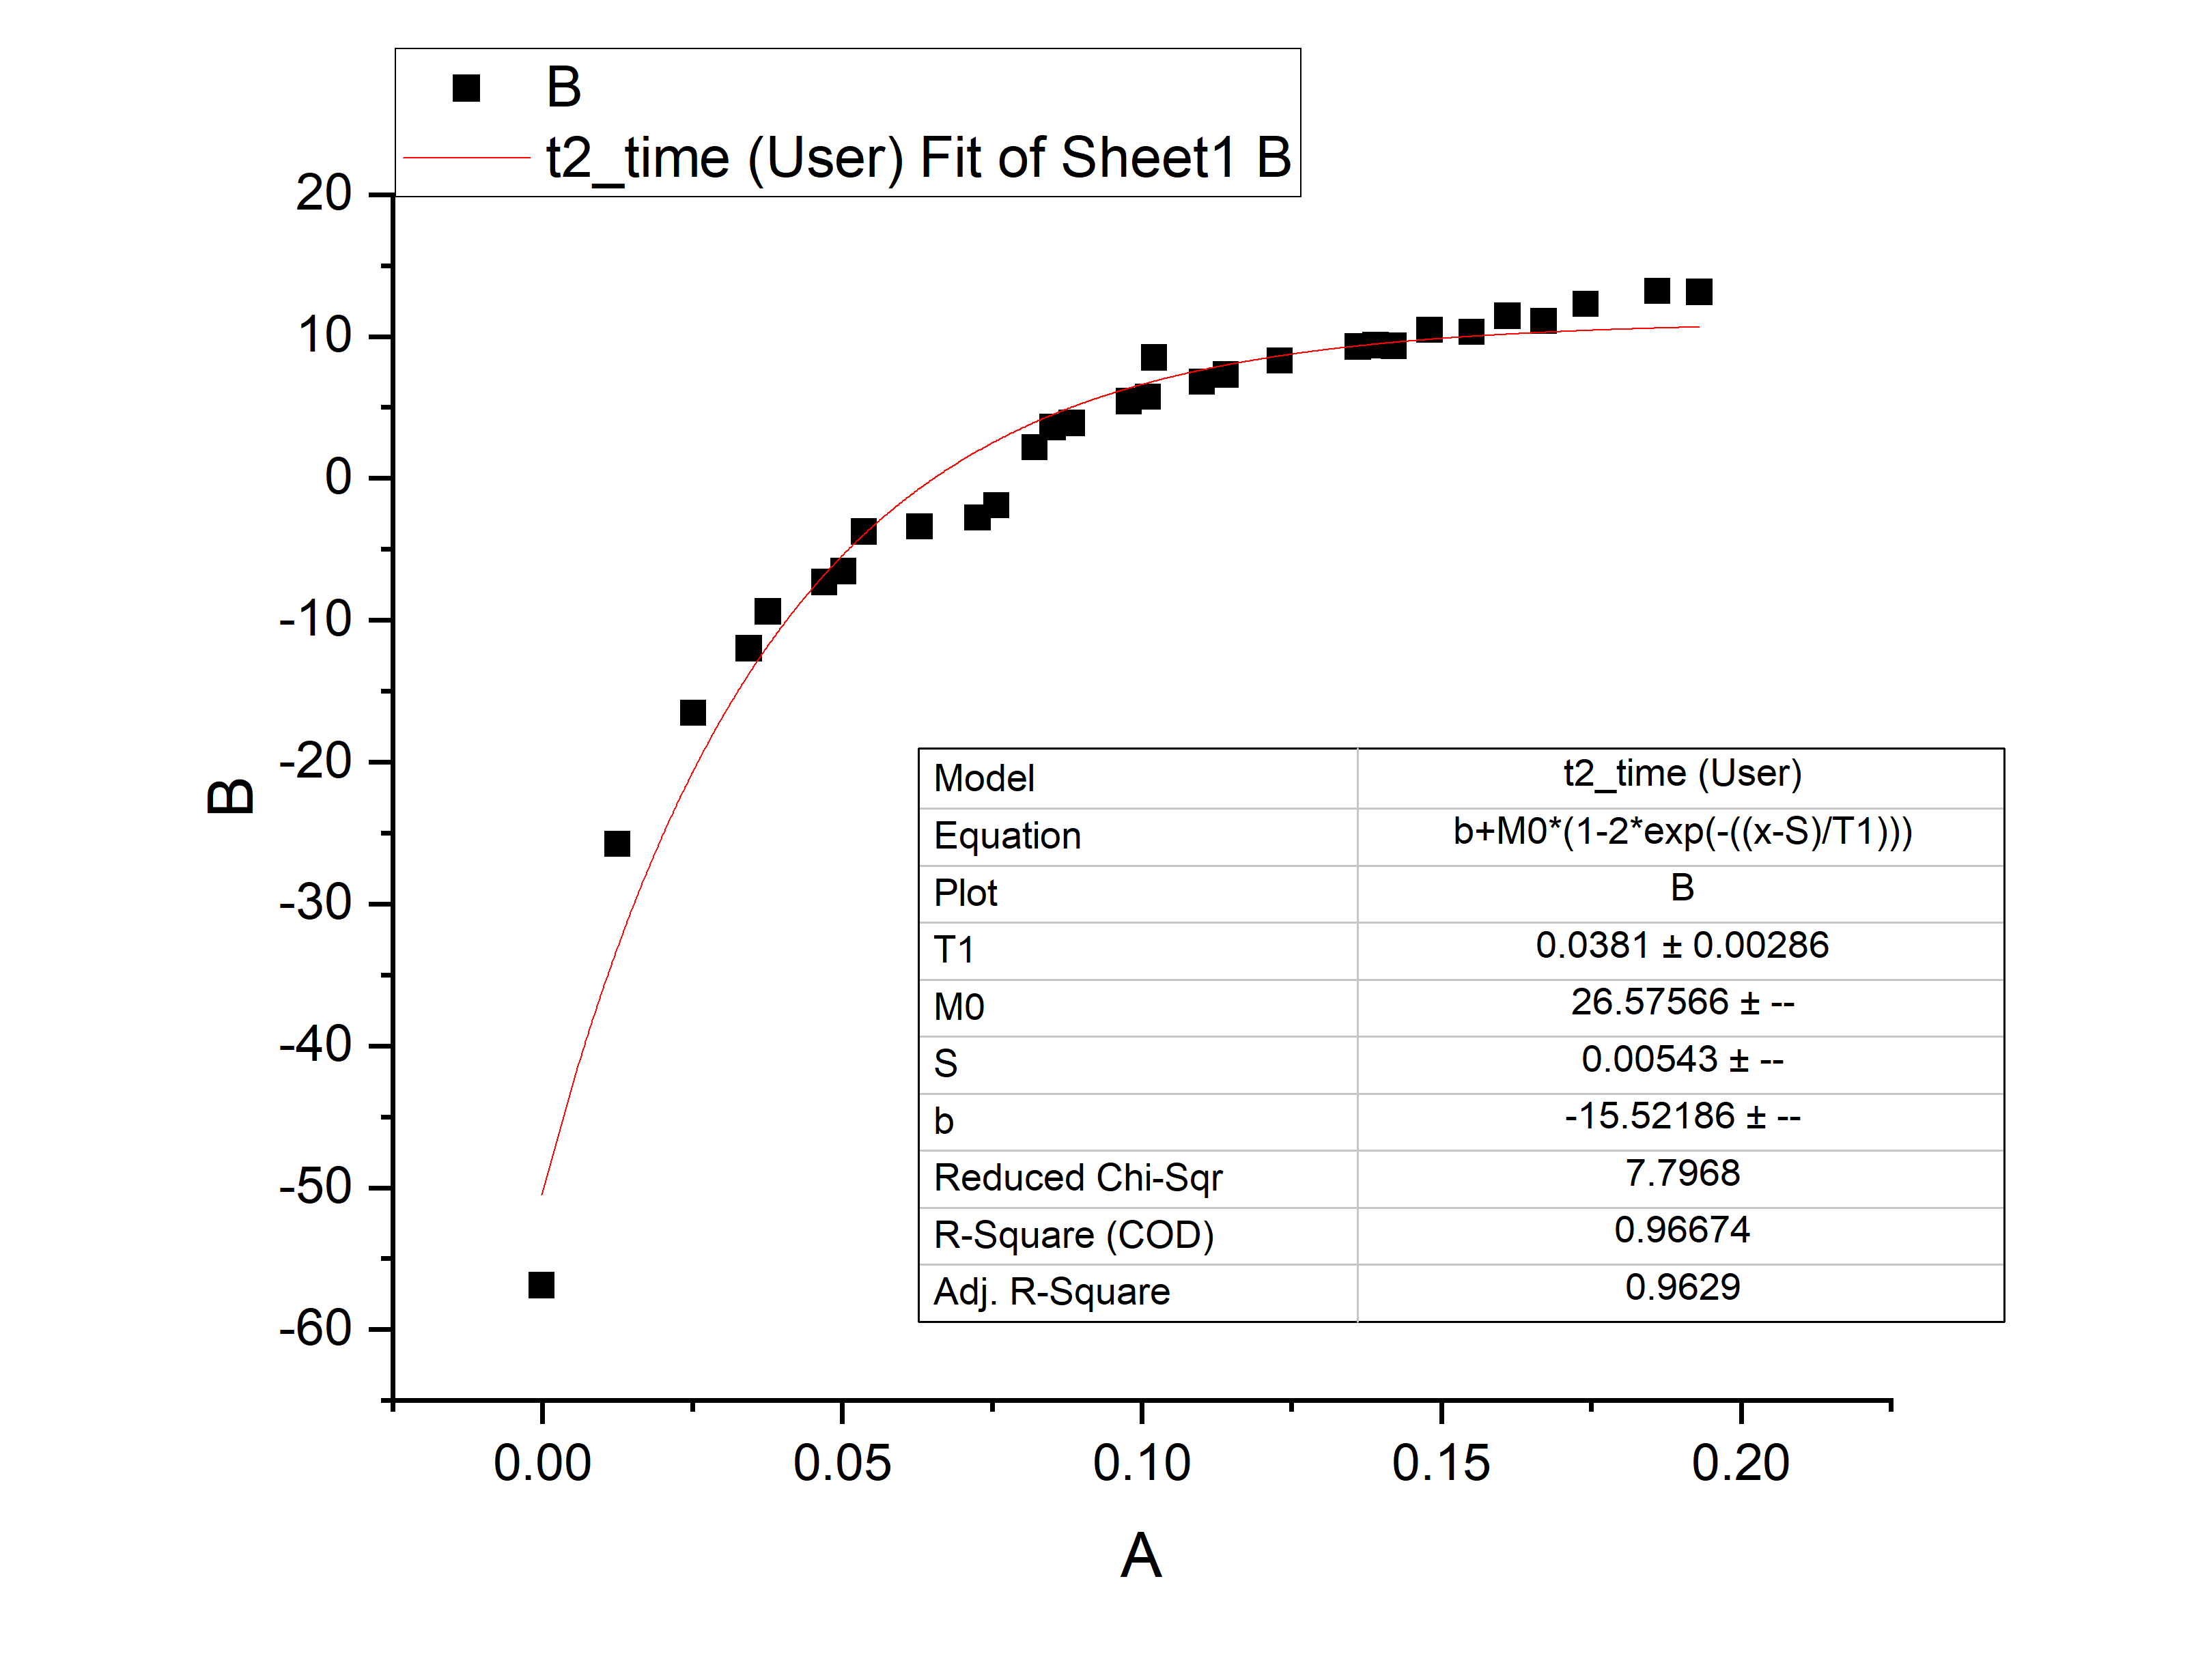 B
t2_time (User) Fit of Sheet1 B
20
10
0
-10
-20
-30
-40
-50
-60
B
Model t2_time (User)
Equation b+M0*(1-2*exp(-((x-S)/T1)))
Plot B
T1 0.0381 ± 0.00286
M0 26.57566 ± --
S 0.00543 ± --
b -15.52186 ± --
Reduced Chi-Sqr 7.7968
R-Square (COD) 0.96674
Adj. R-Square 0.9629
0.00 0.05 0.10 0.15 0.20
A